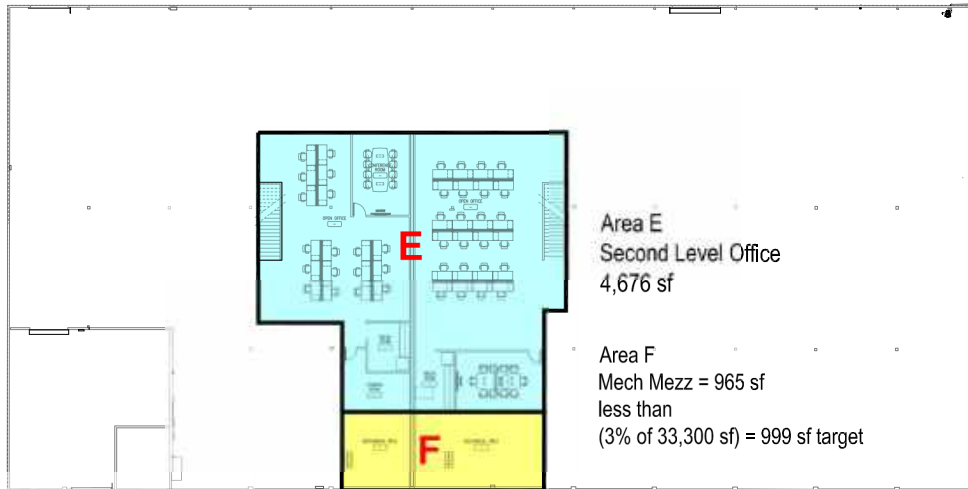 OPEN OFFICE
OPEN OFFICE
E
Area E
Second Level Office
4,676 sf
Area F
Mech Mezz = 965 sf
less than
(3% of 33,300 sf) = 999 sf target
F